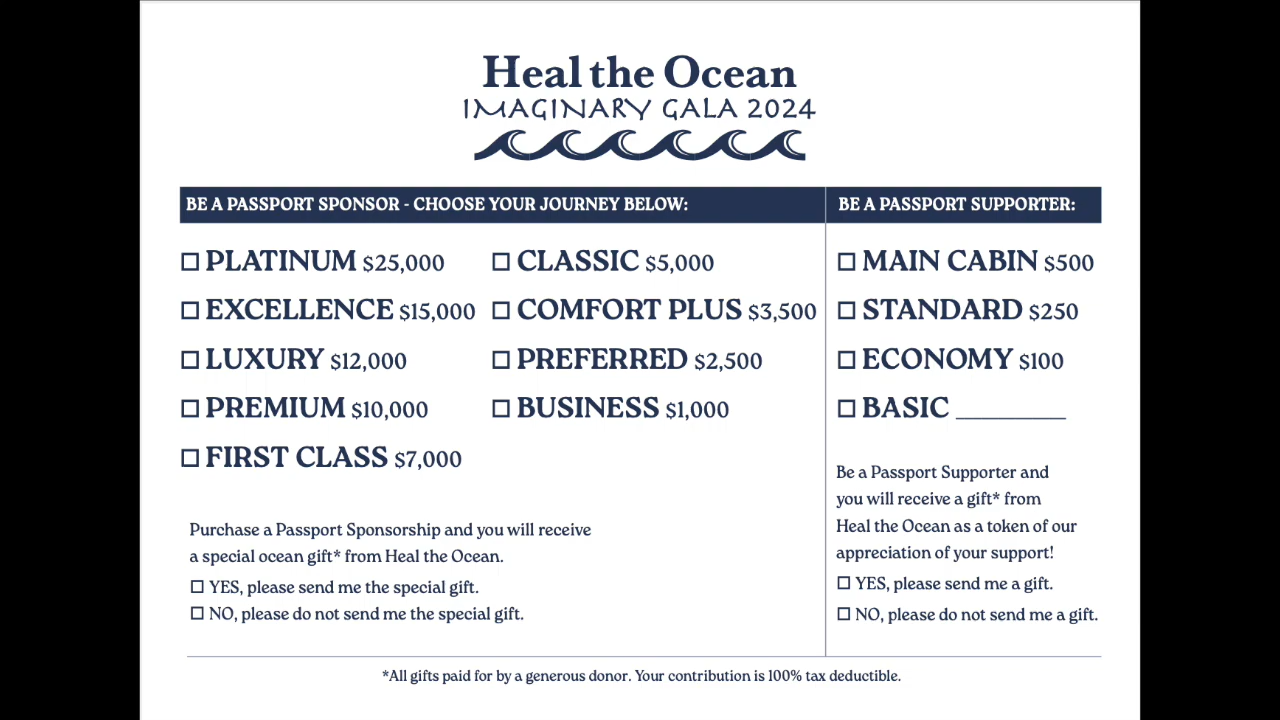 Heal the Ocean
IMAGINARY GALA 2024
BE A PASSPORT SPONSOR - CHOOSE YOUR JOURNEY BELOW:
☐ PLATINUM $25,000
☐ EXCELLENCE $15,000
☐ LUXURY $12,000
☐ PREMIUM $10,000
☐ FIRST CLASS $7,000
☐ CLASSIC $5,000
☐ COMFORT PLUS $3,500
☐ PREFERRED $2,500
☐ BUSINESS $1,000
Purchase a Passport Sponsorship and you will receive
a special ocean gift* from Heal the Ocean.
☐ YES, please send me the special gift.
☐ NO, please do not send me the special gift.
BE A PASSPORT SUPPORTER:
☐ MAIN CABIN $500
☐ STANDARD $250
☐ ECONOMY $100
☐ BASIC __________
Be a Passport Supporter and
you will receive a gift* from
Heal the Ocean as a token of our
appreciation of your support!
☐ YES, please send me a gift.
☐ NO, please do not send me a gift.
*All gifts paid for by a generous donor. Your contribution is 100% tax deductible.